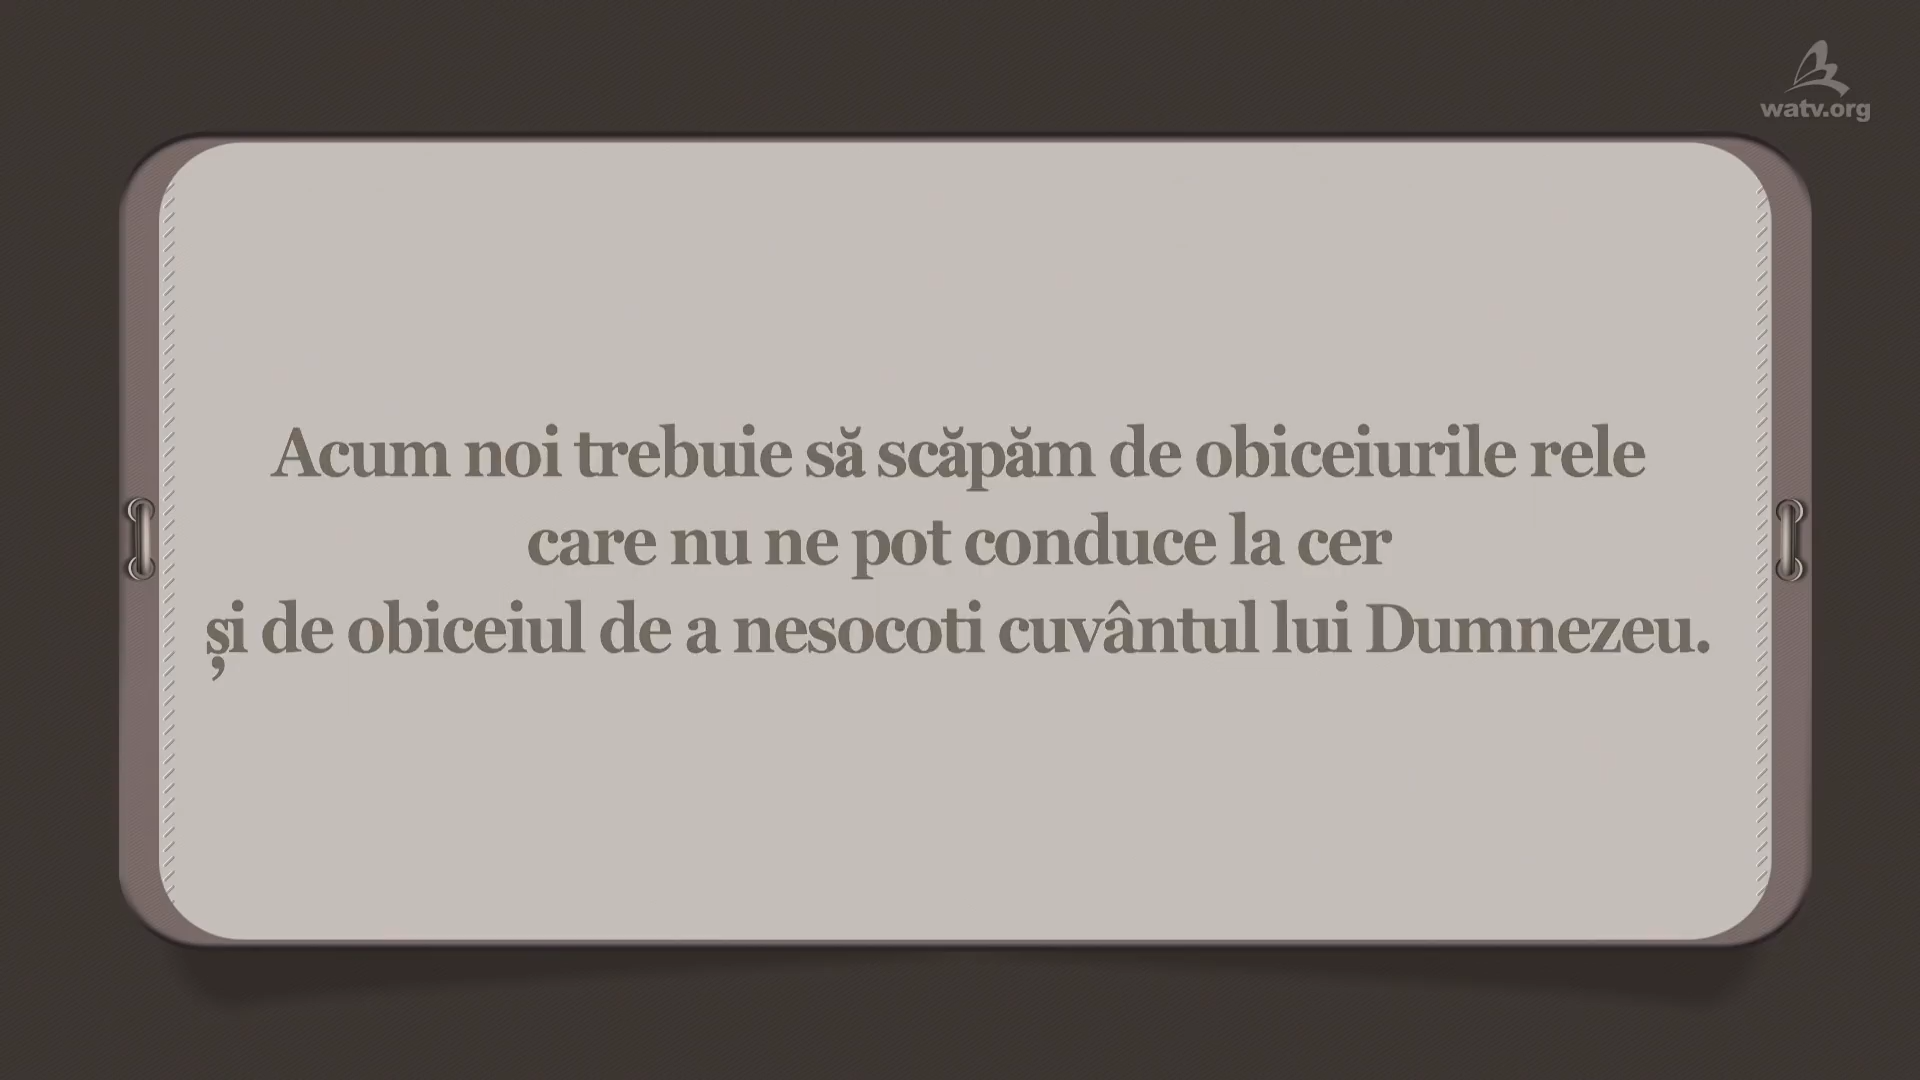 watv.org
Acum noi trebuie să scăpăm de obiceiurile rele
care nu ne pot conduce la cer
și de obiceiul de a nesocoti cuvântul lui Dumnezeu.